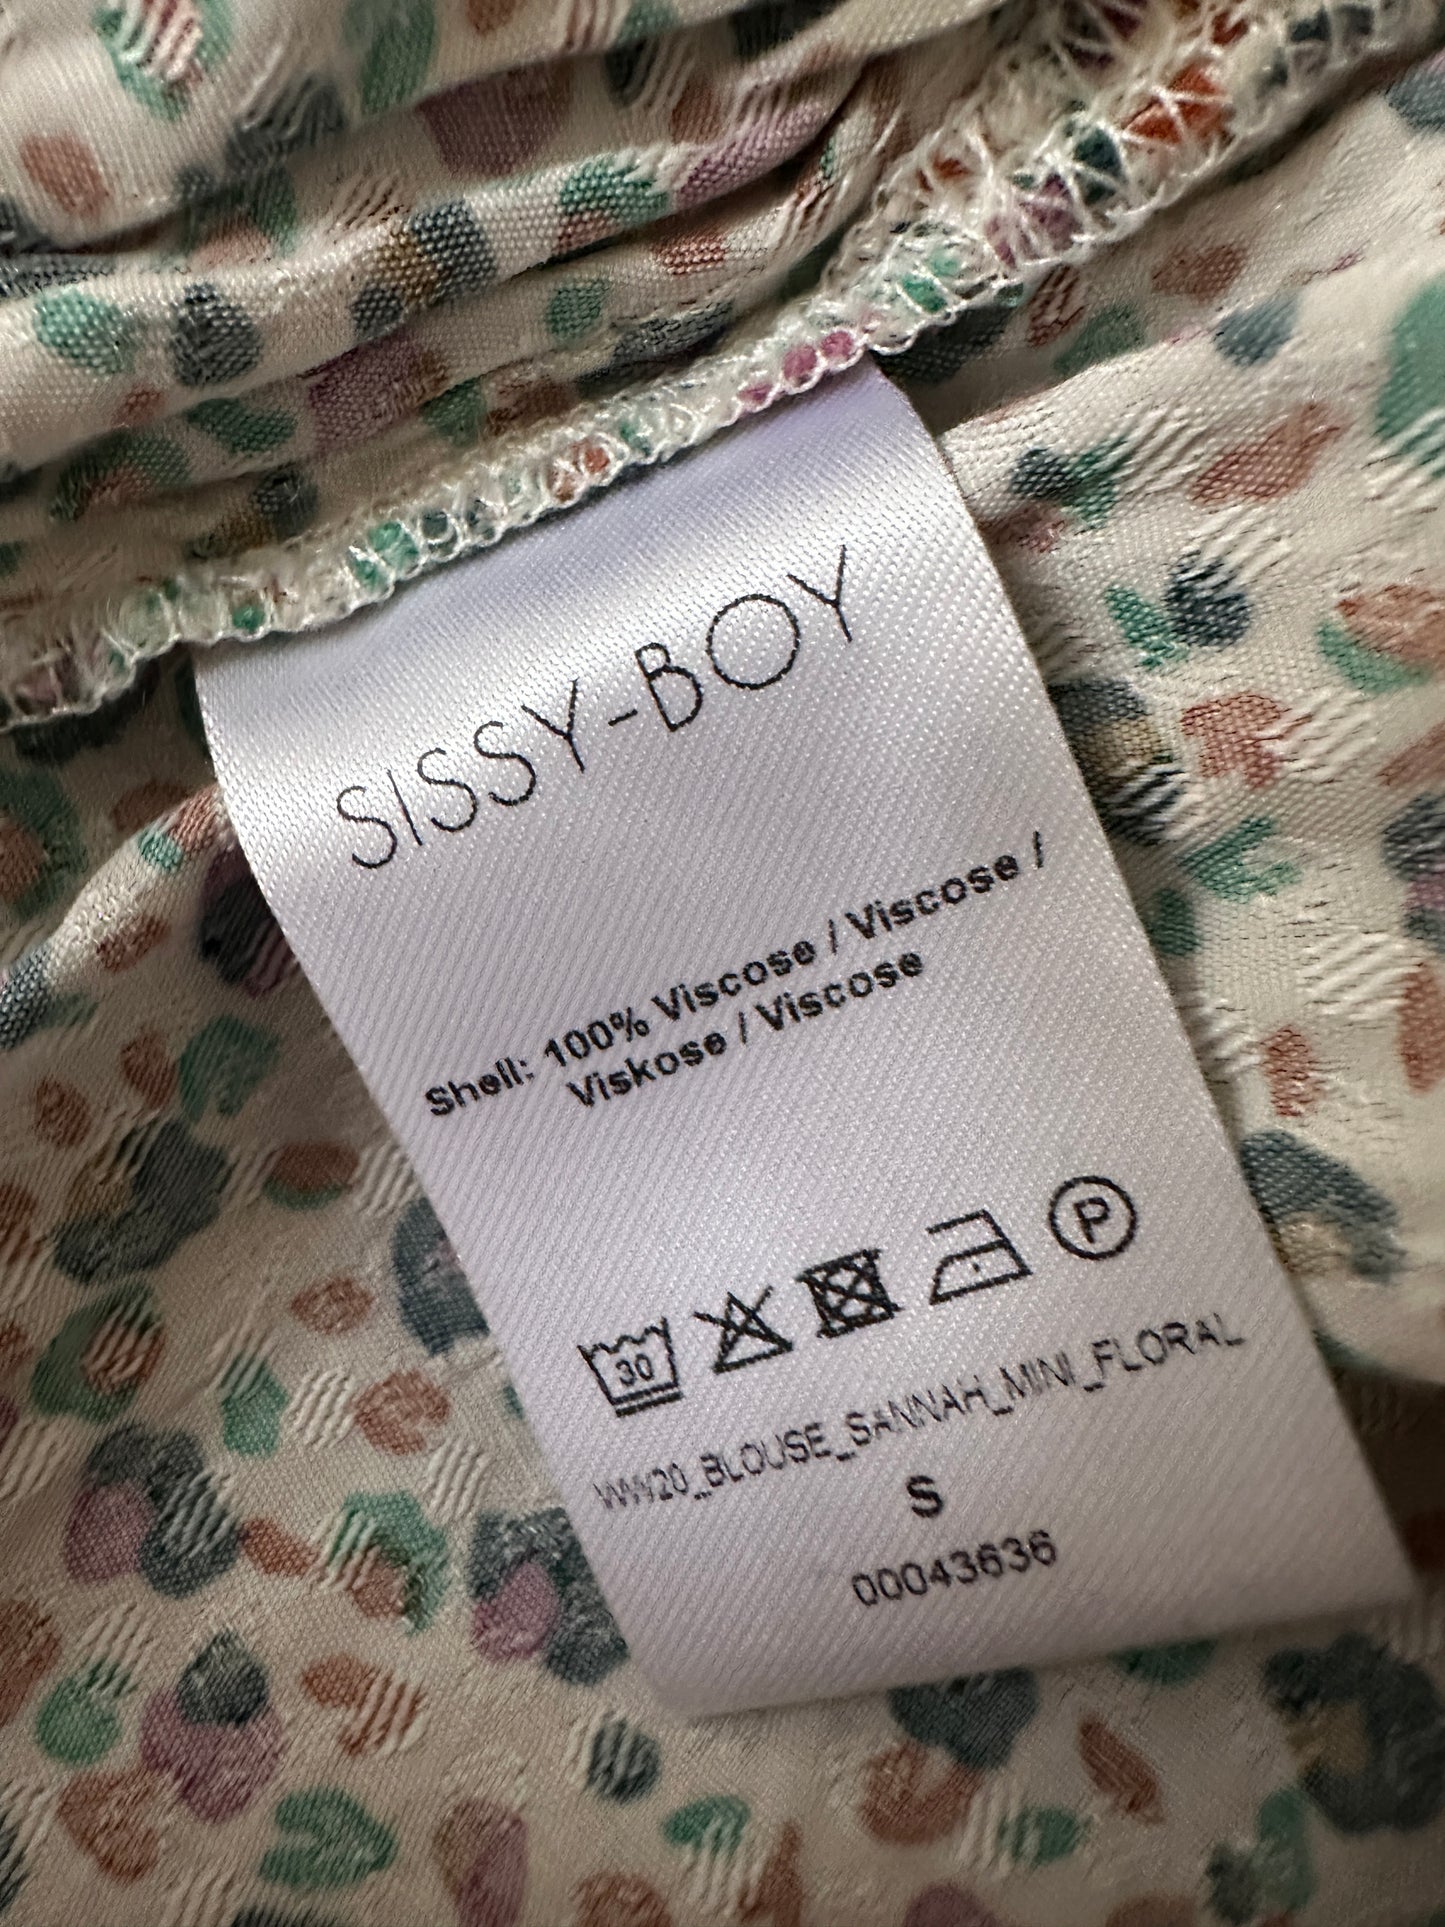 SISSY-BOY
Shell: 100% Viscose / Viscose /
Viskose / Viscose
30
P
WW20_BLOUSE_SANNAH_MINI_FLORAL
S
00043636